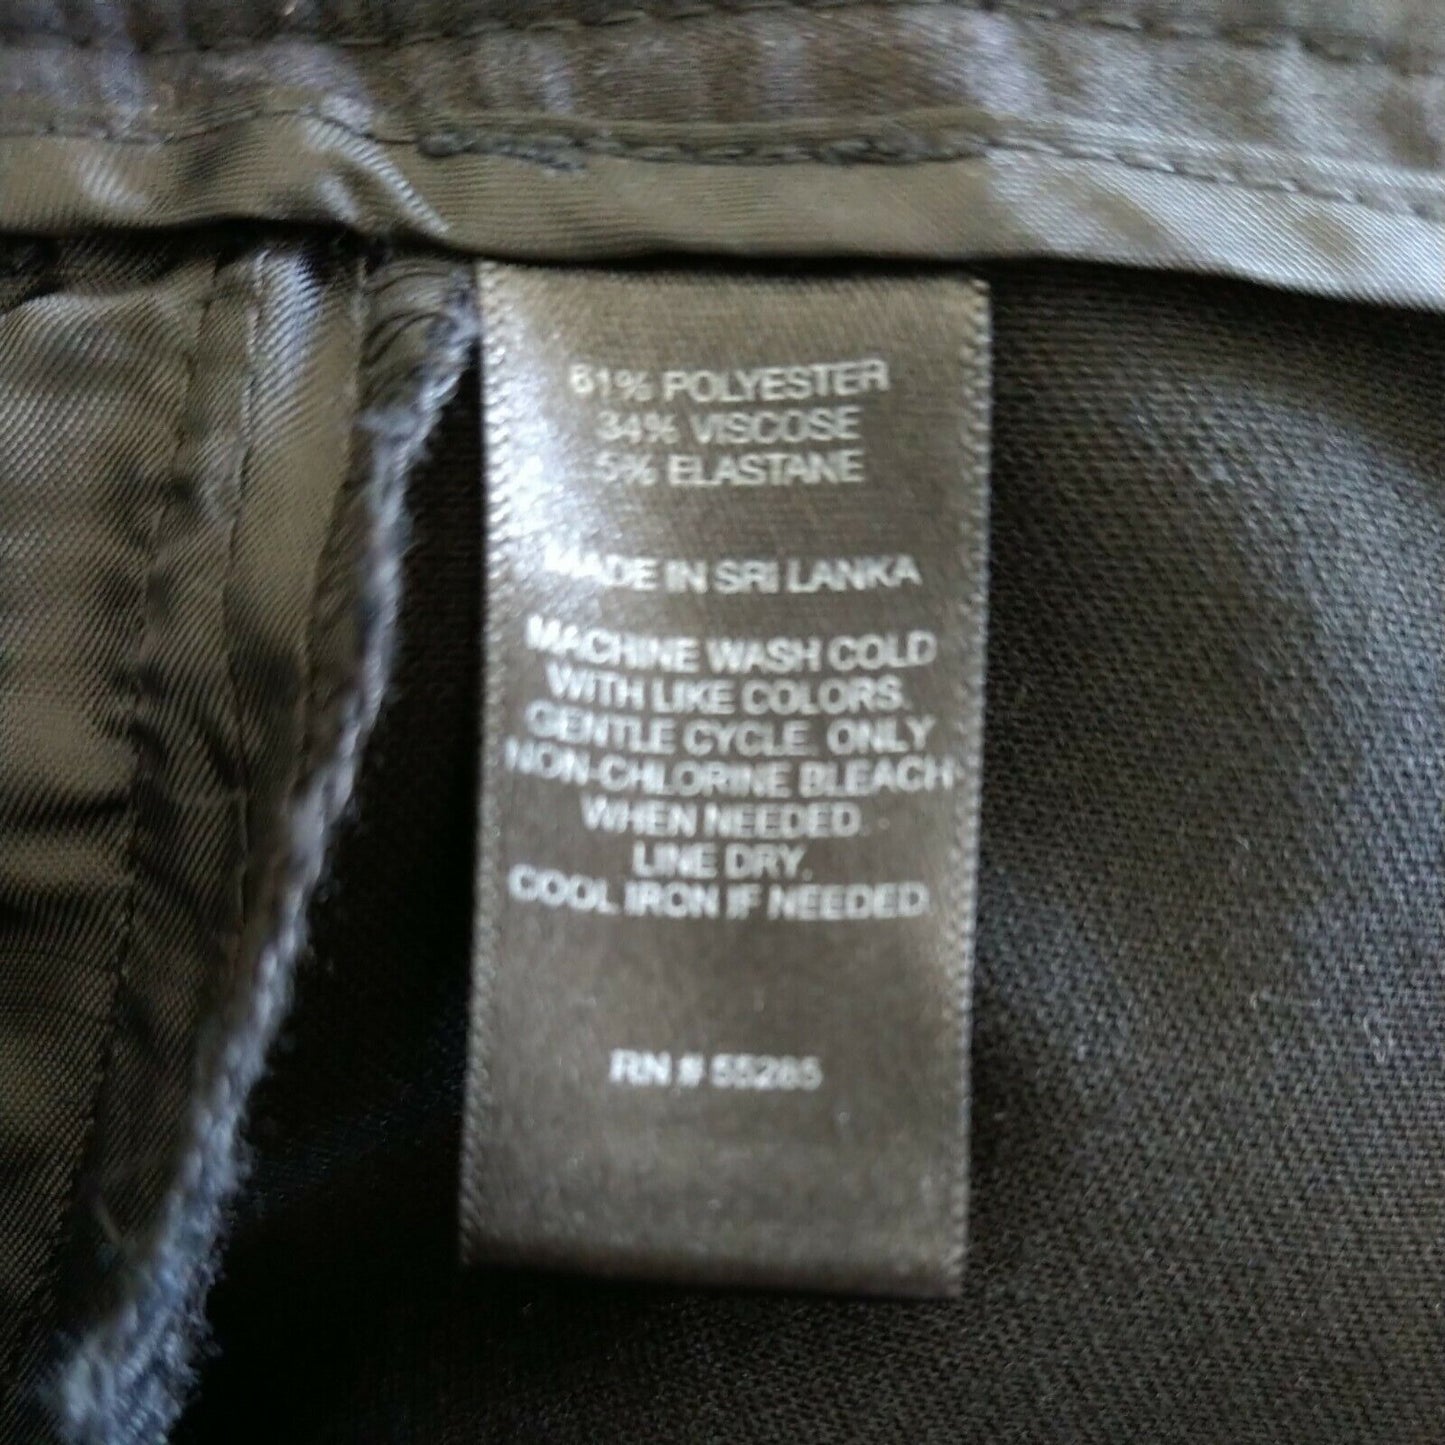 61% POLYESTER
34% VISCOSE
5% ELASTANE
MADE IN SRI LANKA
MACHINE WASH COLD
WITH LIKE COLORS.
GENTLE CYCLE. ONLY
NON-CHLORINE BLEACH
WHEN NEEDED.
LINE DRY.
COOL IRON IF NEEDED.
RN # 55285